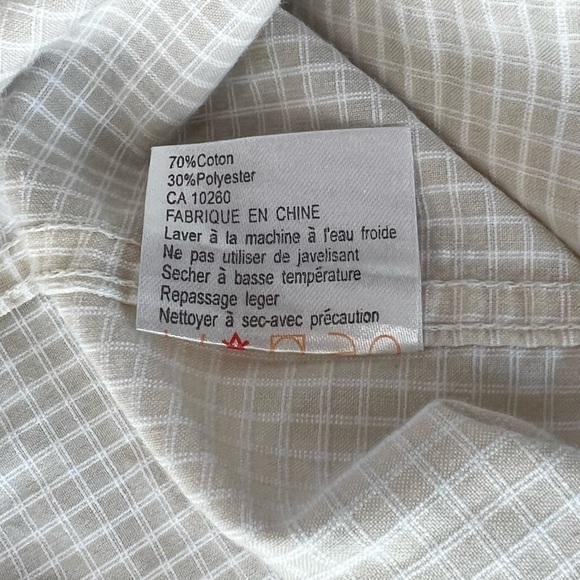 70%Coton
30%Polyester
CA 10260
FABRIQUE EN CHINE
Laver à la machine à l'eau froide
Ne pas utiliser de javelisant
Secher à basse température
Repassage leger
Nettoyer à sec-avec précaution